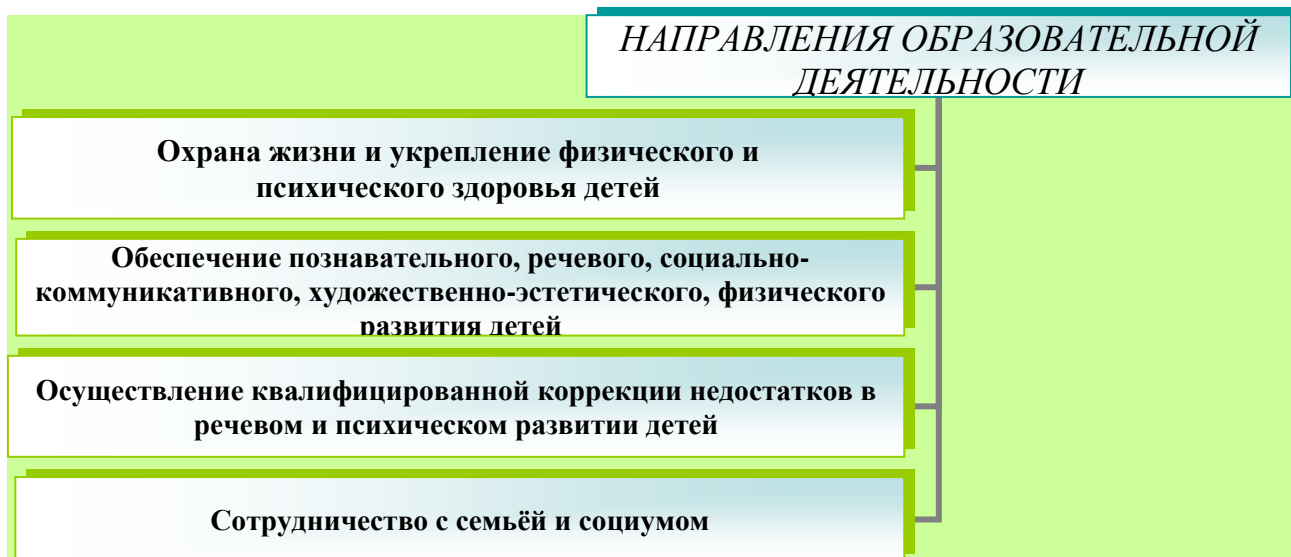 НАПРАВЛЕНИЯ ОБРАЗОВАТЕЛЬНОЙ
ДЕЯТЕЛЬНОСТИ
Охрана жизни и укрепление физического и
психического здоровья детей
Обеспечение познавательного, речевого, социально-
коммуникативного, художественно-эстетического, физического
развития детей
Осуществление квалифицированной коррекции недостатков в
речевом и психическом развитии детей
Сотрудничество с семьёй и социумом